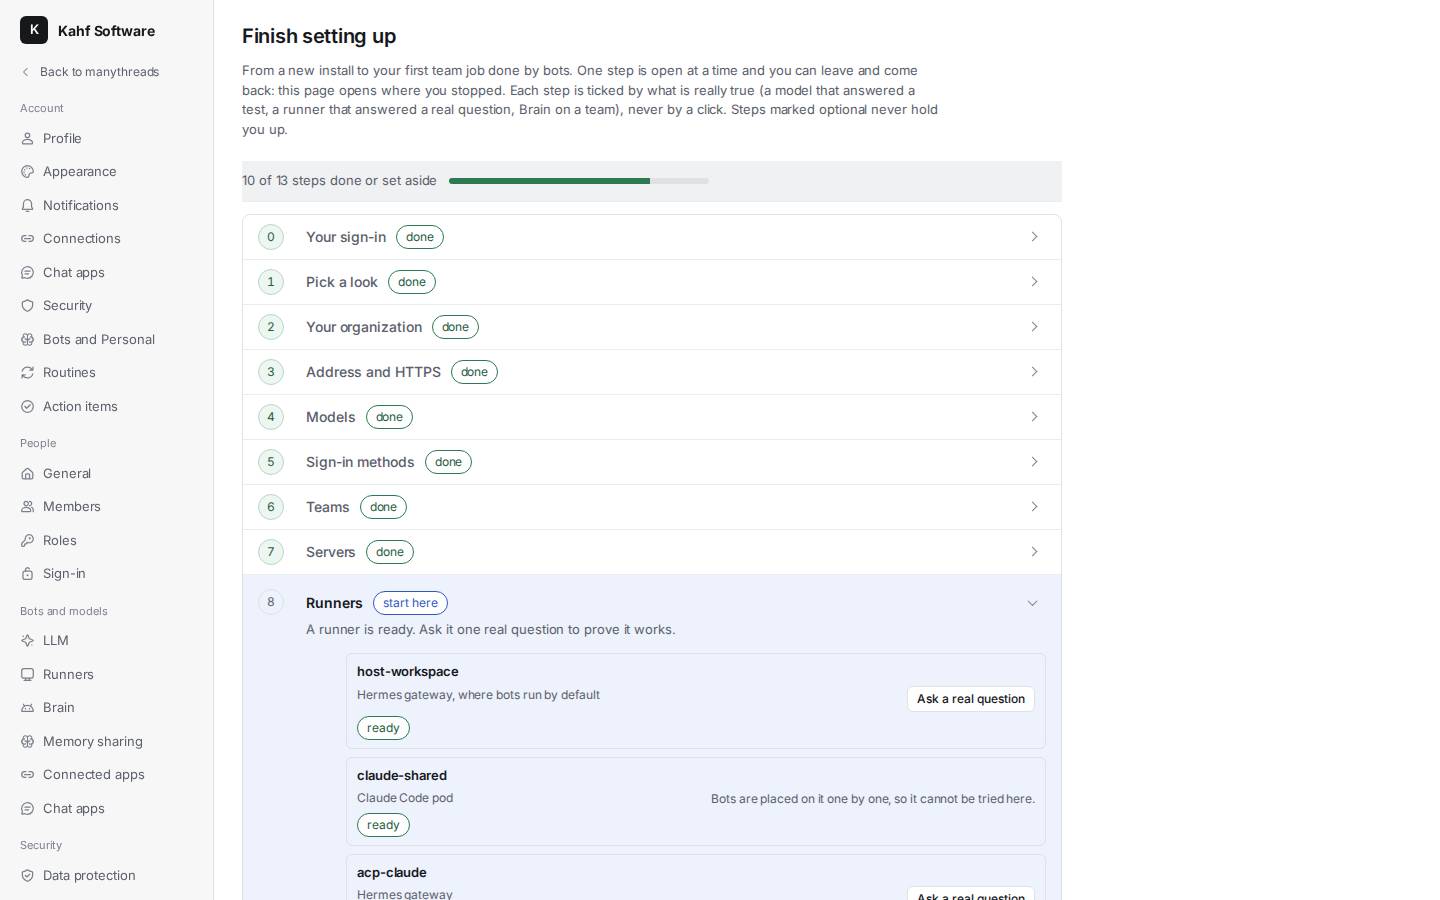 K Kahf Software
Back to manythreads
Account
Profile
Appearance
Notifications
Connections
Chat apps
Security
Bots and Personal
Routines
Action items
People
General
Members
Roles
Sign-in
Bots and models
LLM
Runners
Brain
Memory sharing
Connected apps
Chat apps
Security
Data protection
Finish setting up
From a new install to your first team job done by bots. One step is open at a time and you can leave and come
back: this page opens where you stopped. Each step is ticked by what is really true (a model that answered a
test, a runner that answered a real question, Brain on a team), never by a click. Steps marked optional never hold
you up.
10 of 13 steps done or set aside
0 Your sign-in done
1 Pick a look done
2 Your organization done
3 Address and HTTPS done
4 Models done
5 Sign-in methods done
6 Teams done
7 Servers done
8 Runners start here
A runner is ready. Ask it one real question to prove it works.
host-workspace
Hermes gateway, where bots run by default
Ask a real question
ready
claude-shared
Claude Code pod
Bots are placed on it one by one, so it cannot be tried here.
ready
acp-claude
Hermes gateway
Ask a real question